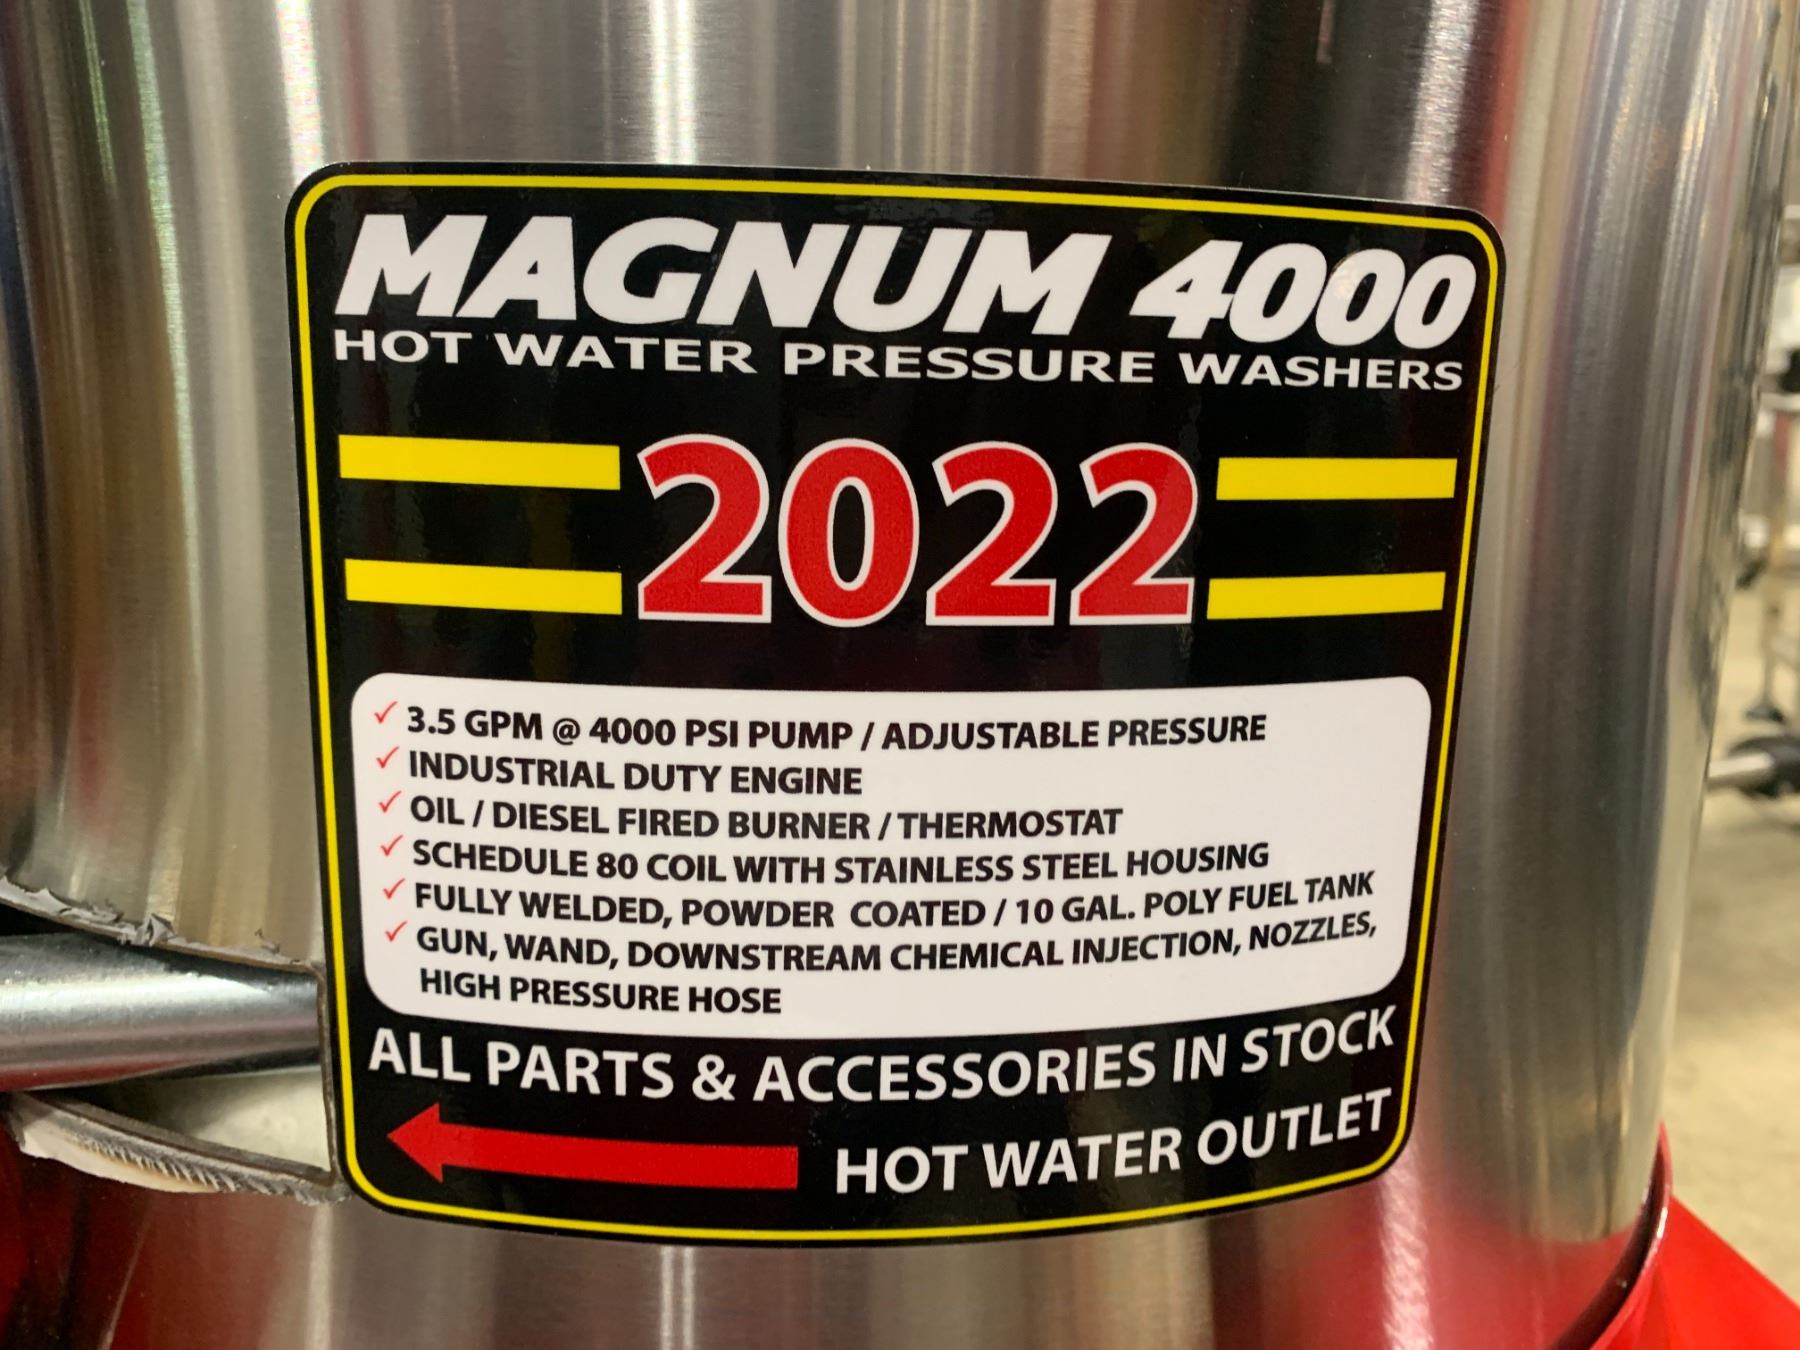 MAGNUM 4000
HOT WATER PRESSURE WASHERS
2022
✓ 3.5 GPM @ 4000 PSI PUMP / ADJUSTABLE PRESSURE
✓ INDUSTRIAL DUTY ENGINE
✓ OIL / DIESEL FIRED BURNER / THERMOSTAT
✓ SCHEDULE 80 COIL WITH STAINLESS STEEL HOUSING
✓ FULLY WELDED, POWDER COATED / 10 GAL. POLY FUEL TANK
✓ GUN, WAND, DOWNSTREAM CHEMICAL INJECTION, NOZZLES,
HIGH PRESSURE HOSE
ALL PARTS & ACCESSORIES IN STOCK
HOT WATER OUTLET